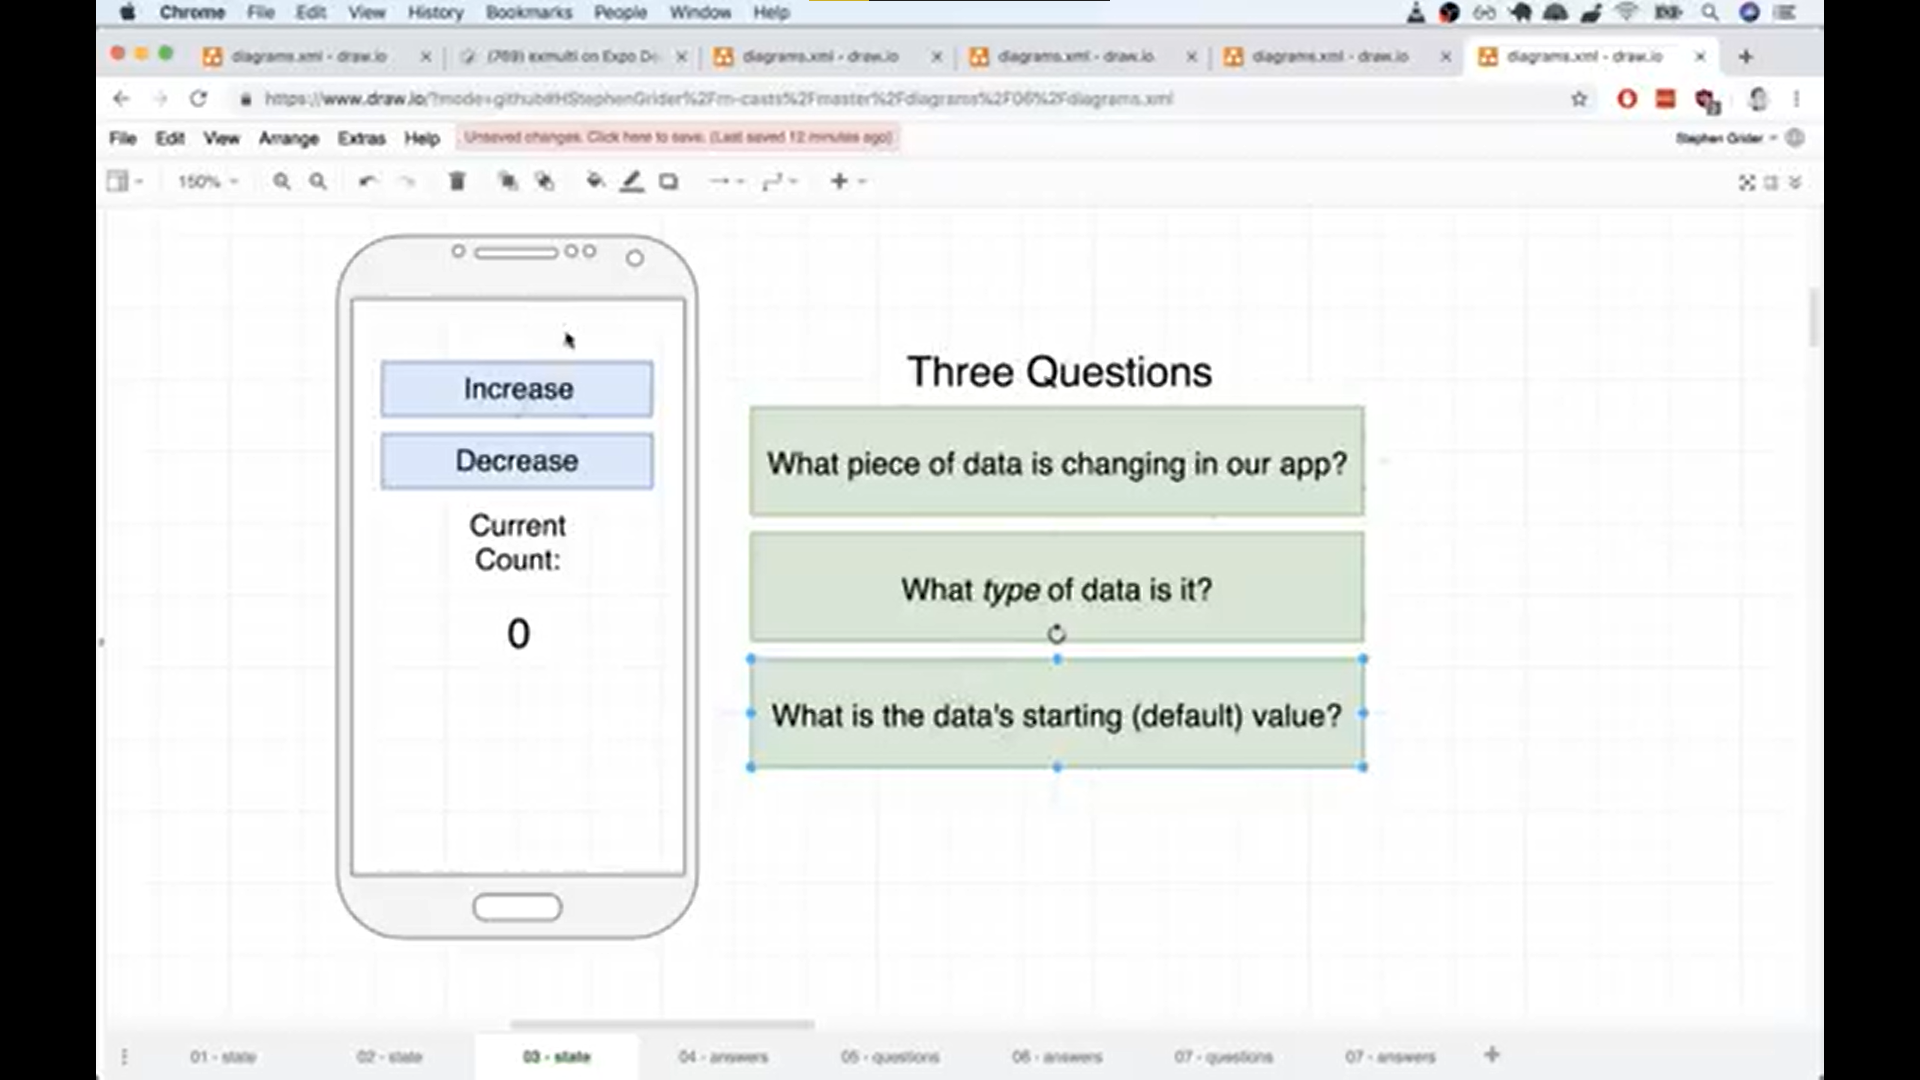 Chrome File Edit View History Bookmarks People Window Help
diagrams.xml - draw.io
(769) exmulti on Expo De
diagrams.xml - draw.io
diagrams.xml - draw.io
diagrams.xml - draw.io
diagrams.xml - draw.io
https://www.draw.io/?mode=github#HStephenGrider%2Frn-casts%2Fmaster%2Fdiagrams%2F06%2Fdiagrams.xml
File Edit View Arrange Extras Help Unsaved changes. Click here to save. (Last saved 12 minutes ago) Stephen Grider
150%
Increase
Decrease
Current
Count:
0
Three Questions
What piece of data is changing in our app?
What type of data is it?
What is the data's starting (default) value?
01 - state 02 - state 03 - state 04 - answers 05 - questions 06 - answers 07 - questions 07 - answers